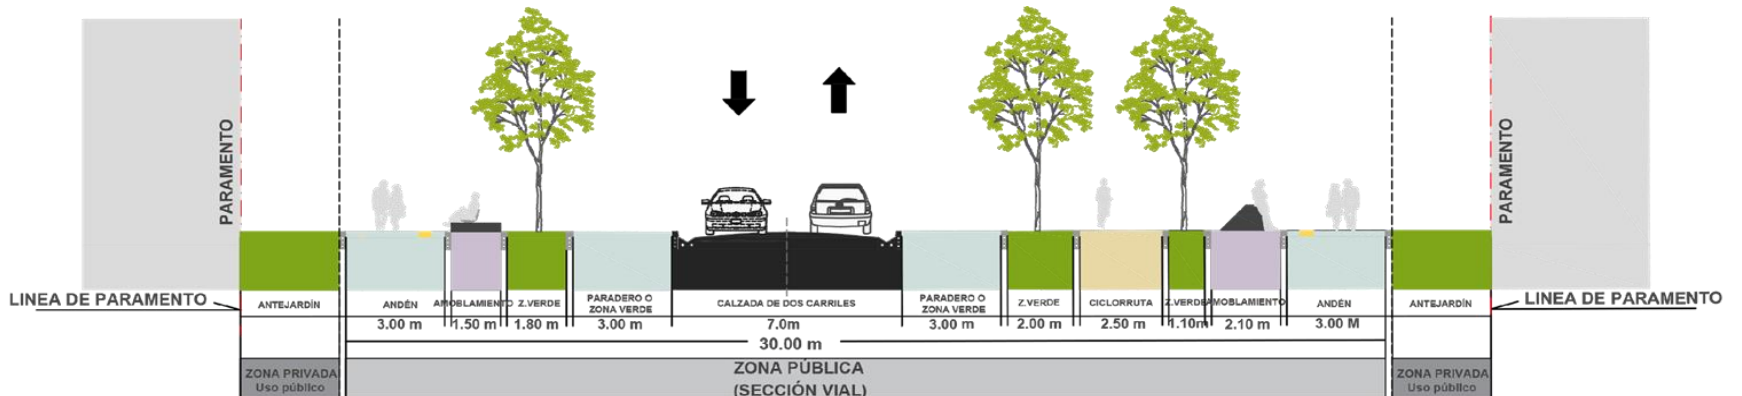 PARAMENTO
PARAMENTO
LINEA DE PARAMENTO
ANTEJARDÍN
ANDÉN
AMOBLAMIENTO
Z.VERDE
PARADERO O
ZONA VERDE
CALZADA DE DOS CARRILES
PARADERO O
ZONA VERDE
Z.VERDE
CICLORRUTA
Z.VERDE
AMOBLAMIENTO
ANDÉN
ANTEJARDÍN
LINEA DE PARAMENTO
3.00 m
1.50 m
1.80 m
3.00 m
7.0m
3.00 m
2.00 m
2.50 m
1.10m
2.10 m
3.00 M
30.00 m
ZONA PRIVADA
Uso público
ZONA PÚBLICA
(SECCIÓN VIAL)
ZONA PRIVADA
Uso público